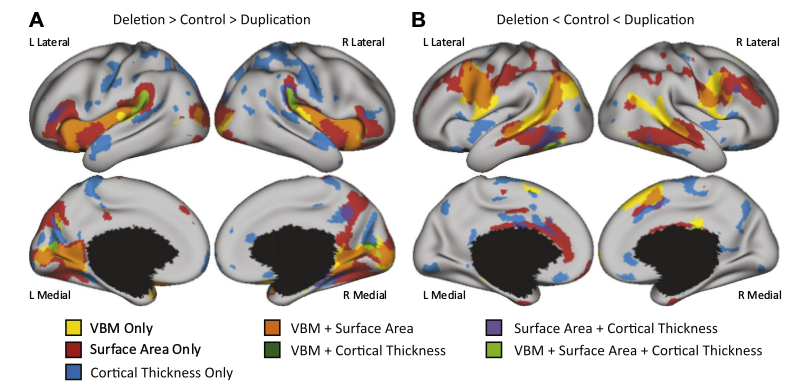 A
Deletion > Control > Duplication
L Lateral
R Lateral
L Medial
R Medial
B
Deletion < Control < Duplication
L Lateral
R Lateral
L Medial
R Medial
VBM Only
Surface Area Only
Cortical Thickness Only
VBM + Surface Area
VBM + Cortical Thickness
Surface Area + Cortical Thickness
VBM + Surface Area + Cortical Thickness